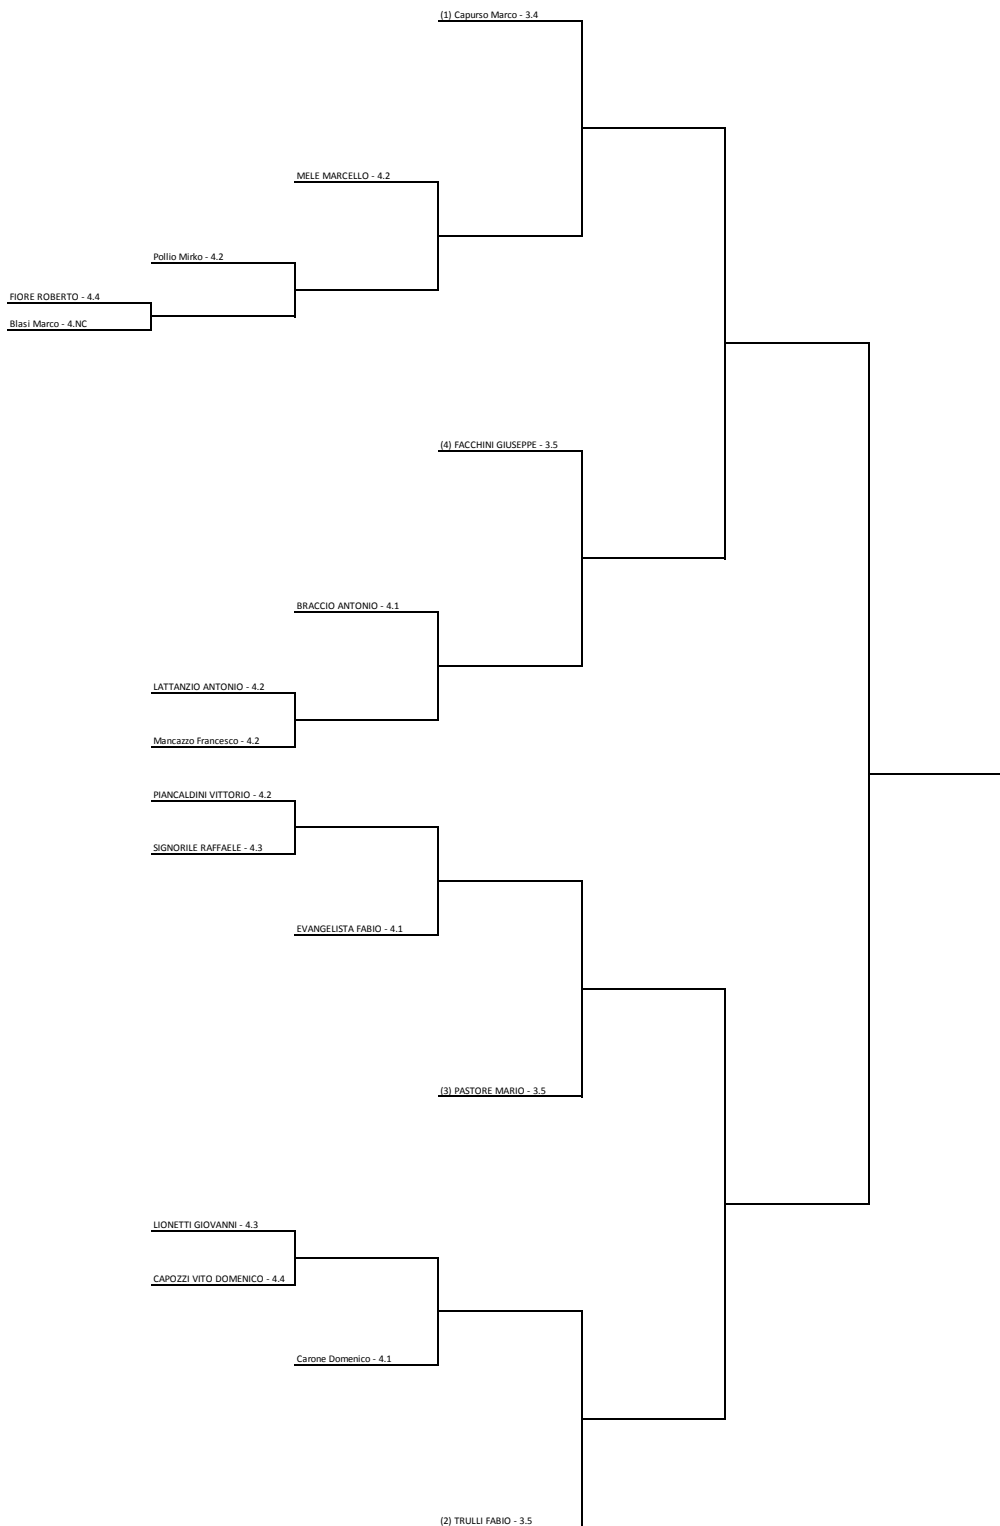 (1) Capurso Marco - 3.4
MELE MARCELLO - 4.2
Pollio Mirko - 4.2
FIORE ROBERTO - 4.4
Blasi Marco - 4.NC
(4) FACCHINI GIUSEPPE - 3.5
BRACCIO ANTONIO - 4.1
LATTANZIO ANTONIO - 4.2
Mancazzo Francesco - 4.2
PIANCALDINI VITTORIO - 4.2
SIGNORILE RAFFAELE - 4.3
EVANGELISTA FABIO - 4.1
(3) PASTORE MARIO - 3.5
LIONETTI GIOVANNI - 4.3
CAPOZZI VITO DOMENICO - 4.4
Carone Domenico - 4.1
(2) TRULLI FABIO - 3.5